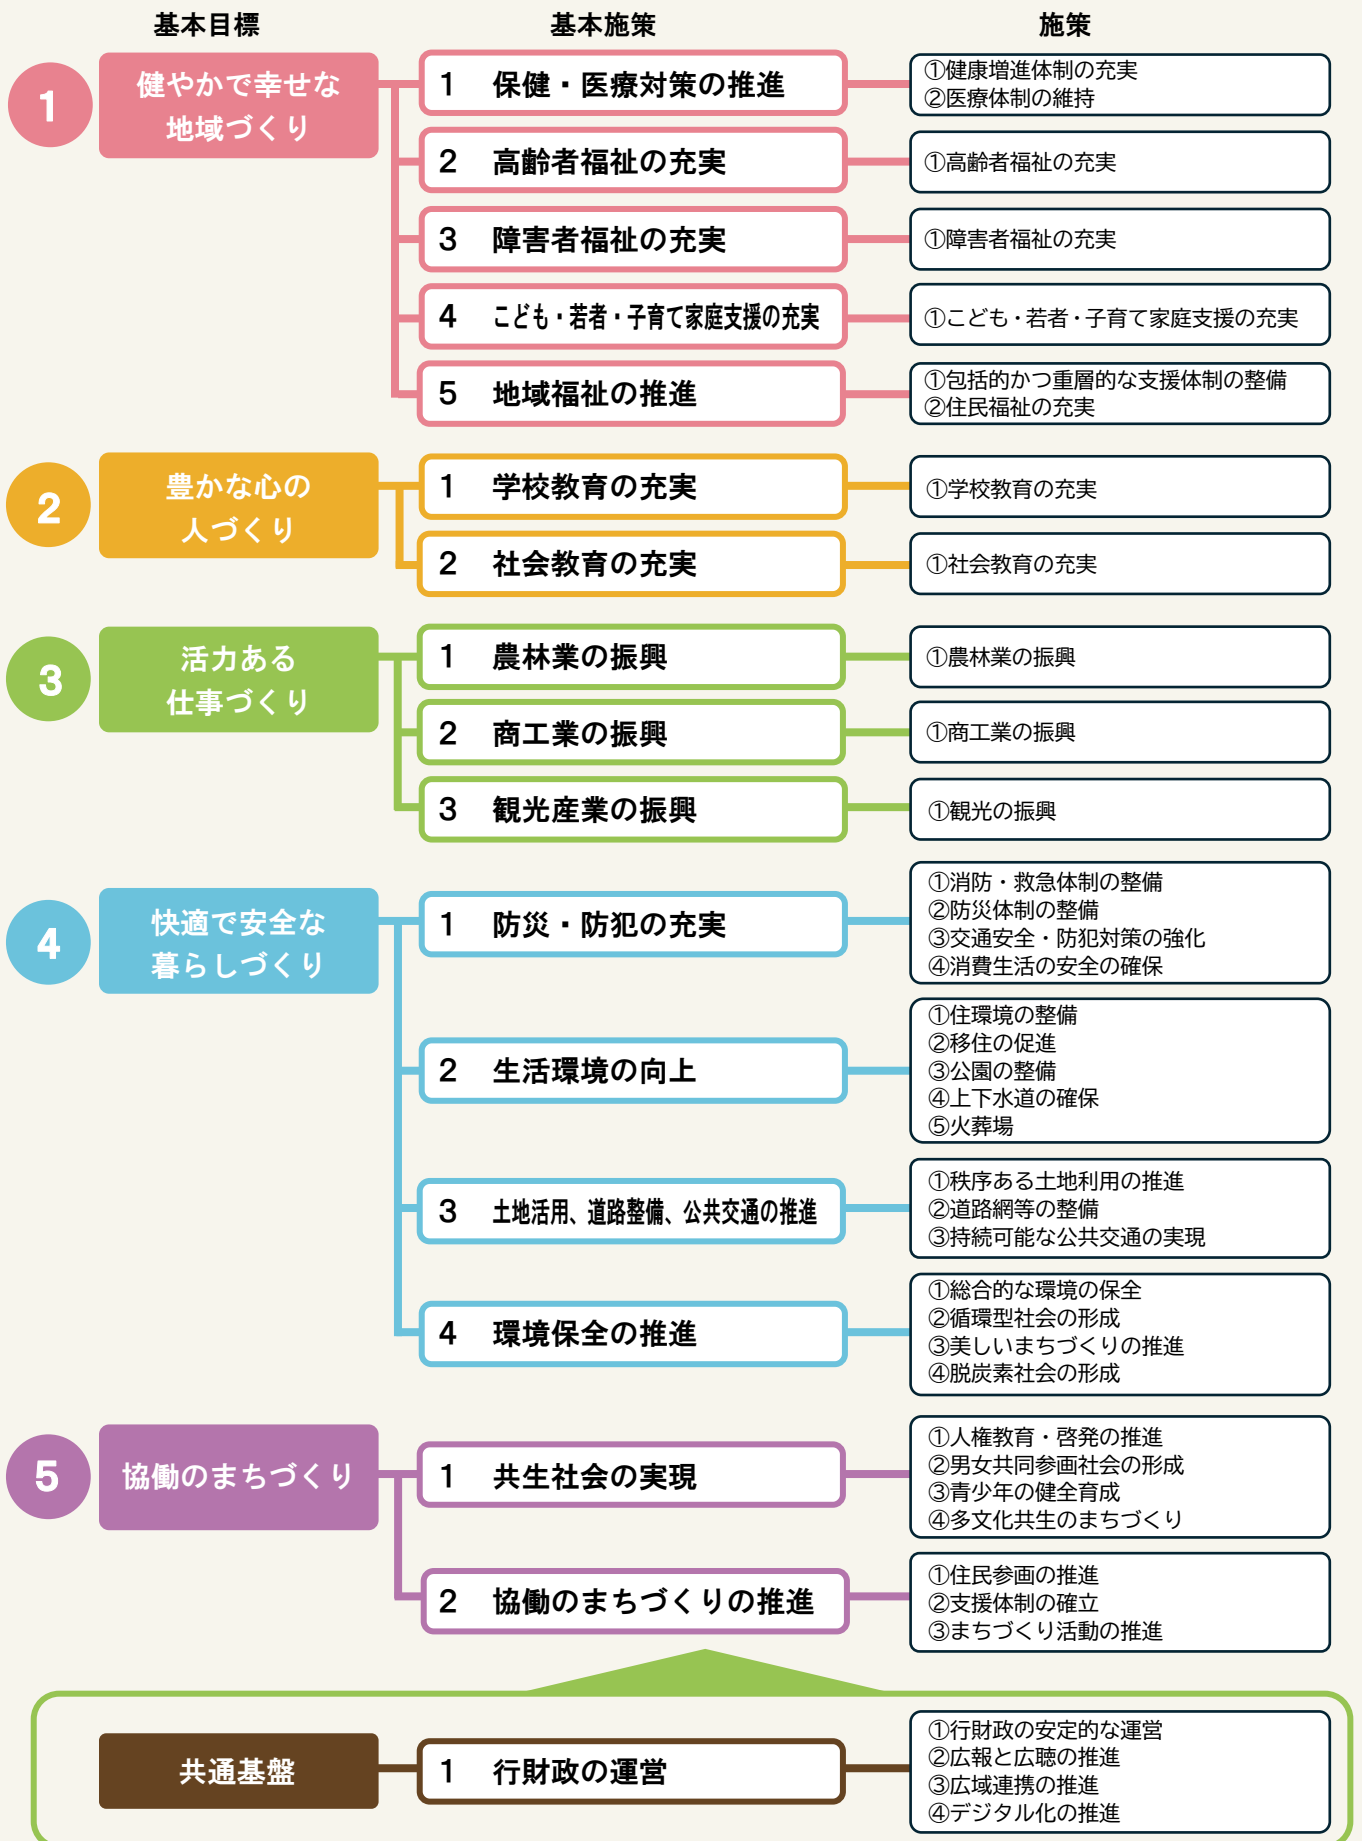 基本目標
基本施策
施策
1
健やかで幸せな
地域づくり
1 保健・医療対策の推進
①健康増進体制の充実
②医療体制の維持
2 高齢者福祉の充実
①高齢者福祉の充実
3 障害者福祉の充実
①障害者福祉の充実
4 こども・若者・子育て家庭支援の充実
①こども・若者・子育て家庭支援の充実
5 地域福祉の推進
①包括的かつ重層的な支援体制の整備
②住民福祉の充実
2
豊かな心の
人づくり
1 学校教育の充実
①学校教育の充実
2 社会教育の充実
①社会教育の充実
3
活力ある
仕事づくり
1 農林業の振興
①農林業の振興
2 商工業の振興
①商工業の振興
3 観光産業の振興
①観光の振興
4
快適で安全な
暮らしづくり
1 防災・防犯の充実
①消防・救急体制の整備
②防災体制の整備
③交通安全・防犯対策の強化
④消費生活の安全の確保
2 生活環境の向上
①住環境の整備
②移住の促進
③公園の整備
④上下水道の確保
⑤火葬場
3 土地活用、道路整備、公共交通の推進
①秩序ある土地利用の推進
②道路網等の整備
③持続可能な公共交通の実現
4 環境保全の推進
①総合的な環境の保全
②循環型社会の形成
③美しいまちづくりの推進
④脱炭素社会の形成
5
協働のまちづくり
1 共生社会の実現
①人権教育・啓発の推進
②男女共同参画社会の形成
③青少年の健全育成
④多文化共生のまちづくり
2 協働のまちづくりの推進
①住民参画の推進
②支援体制の確立
③まちづくり活動の推進
共通基盤
1 行財政の運営
①行財政の安定的な運営
②広報と広聴の推進
③広域連携の推進
④デジタル化の推進